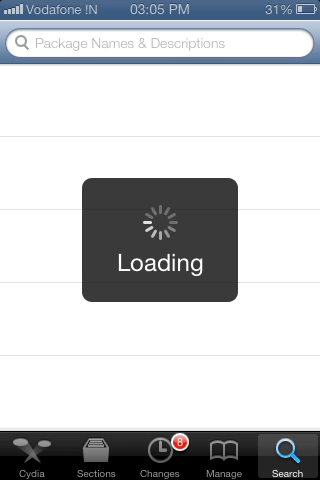 Vodafone !N 03:05 PM 31%
Package Names & Descriptions
Loading
8
Cydia Sections Changes Manage Search